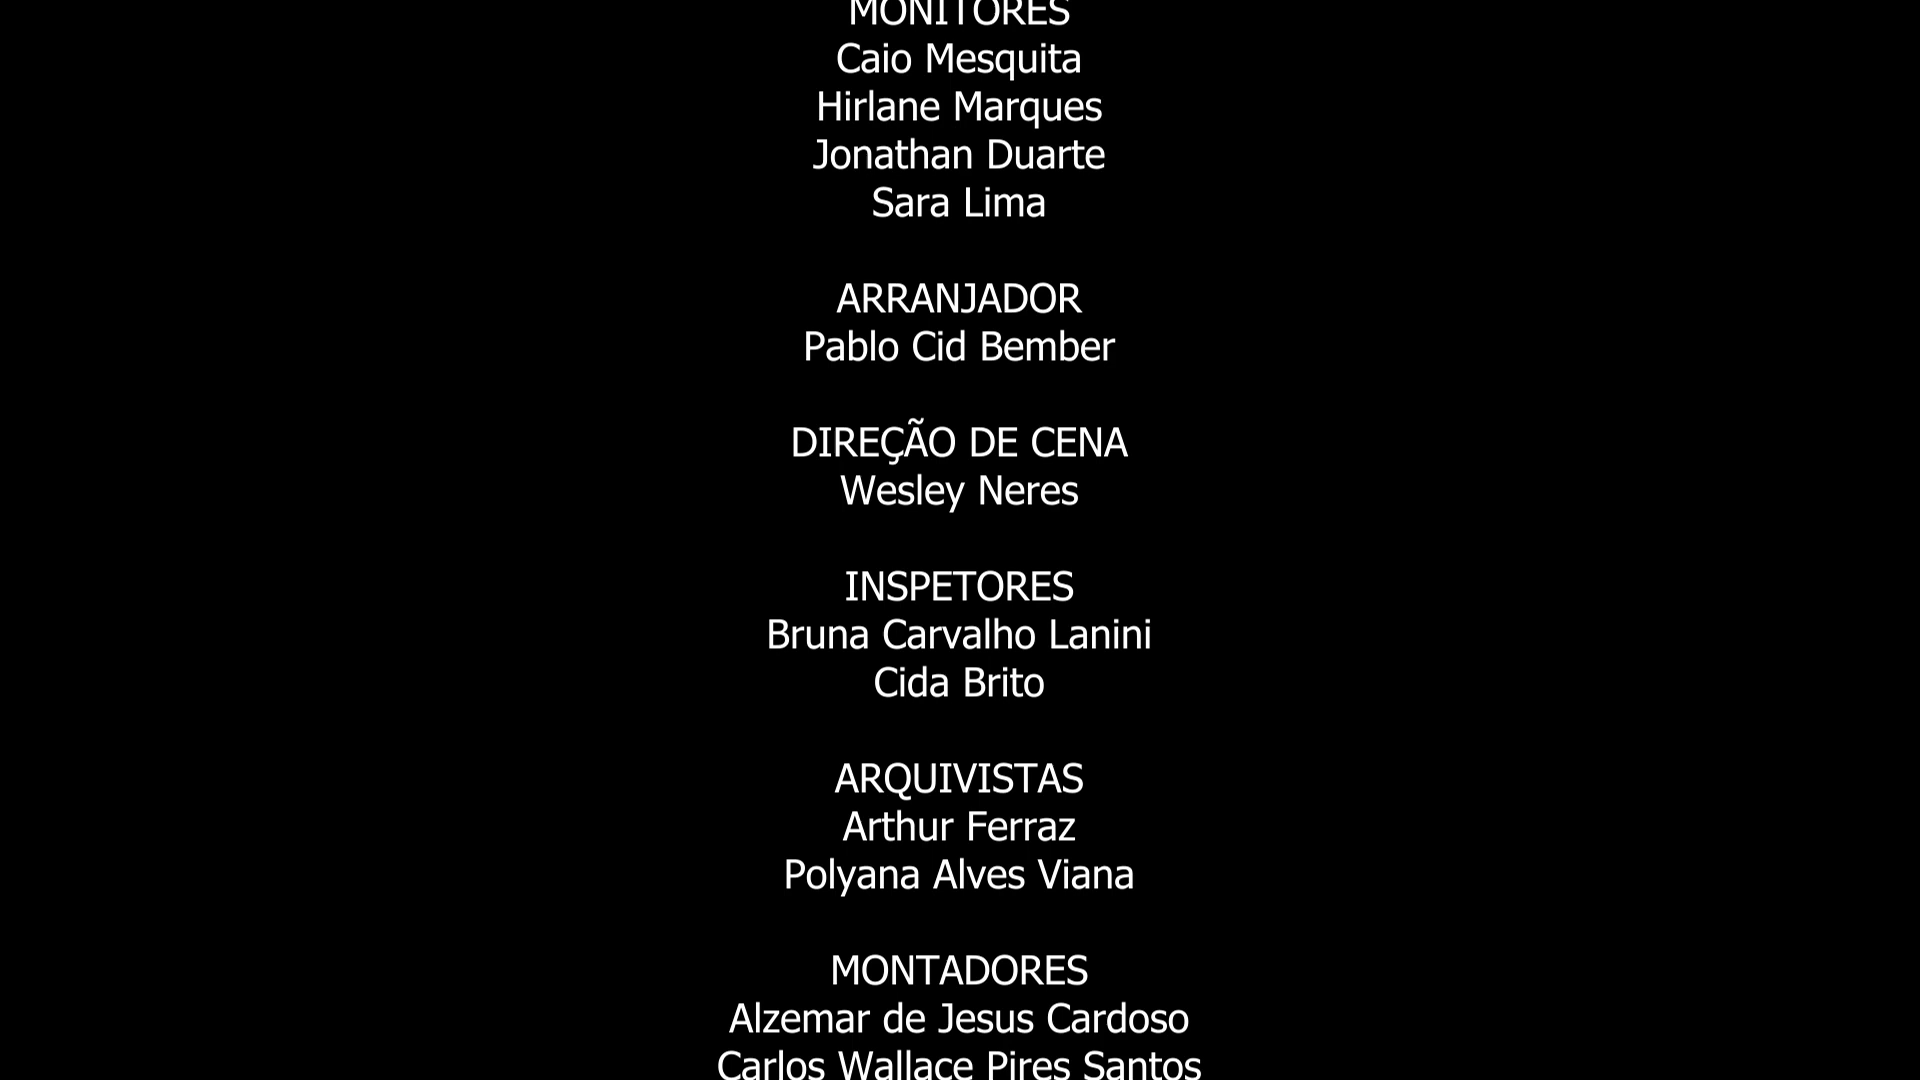 MONITORES
Caio Mesquita
Hirlane Marques
Jonathan Duarte
Sara Lima
ARRANJADOR
Pablo Cid Bember
DIREÇÃO DE CENA
Wesley Neres
INSPETORES
Bruna Carvalho Lanini
Cida Brito
ARQUIVISTAS
Arthur Ferraz
Polyana Alves Viana
MONTADORES
Alzemar de Jesus Cardoso
Carlos Wallace Pires Santos